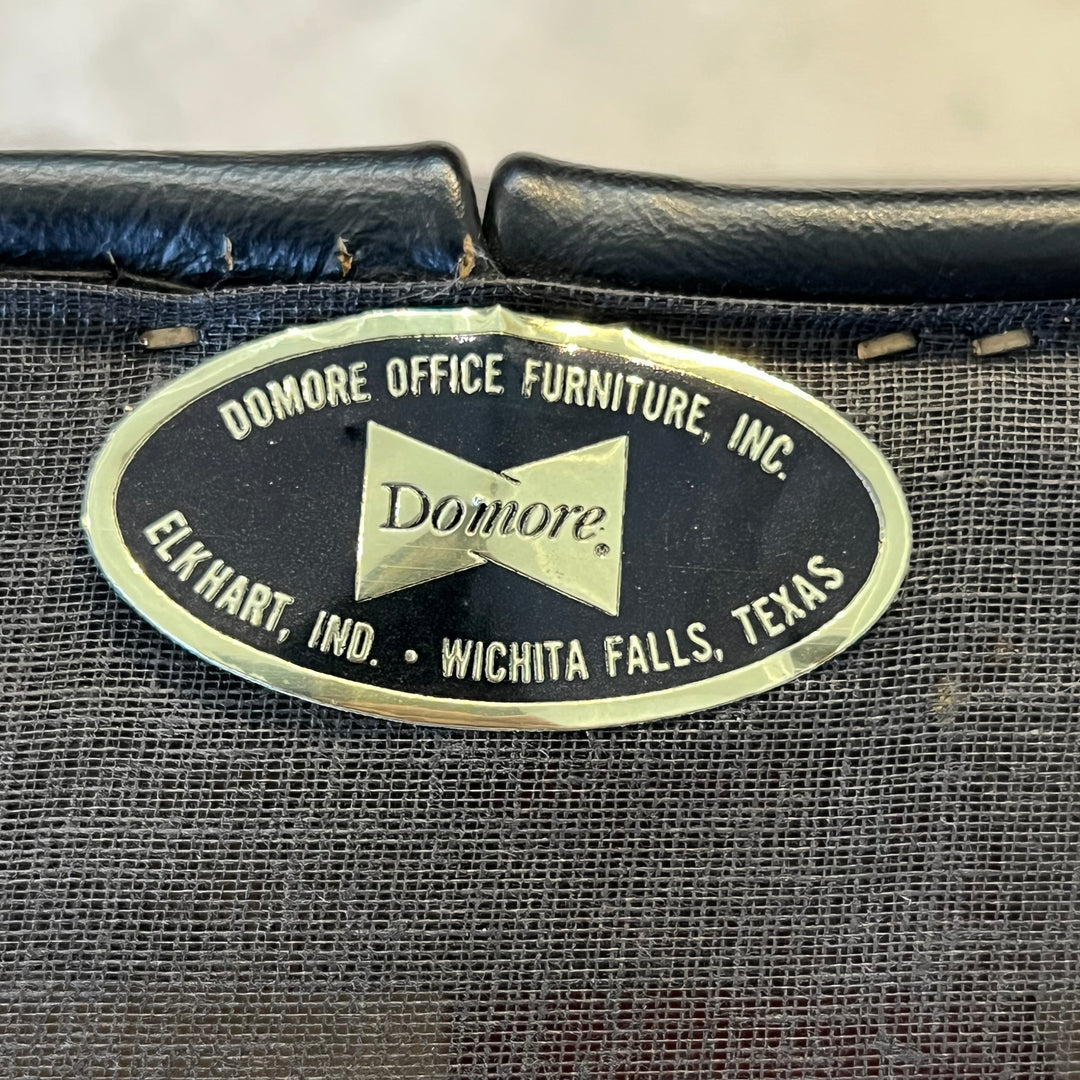 DOMORE OFFICE FURNITURE, INC.
Domore®
ELKHART, IND. • WICHITA FALLS, TEXAS